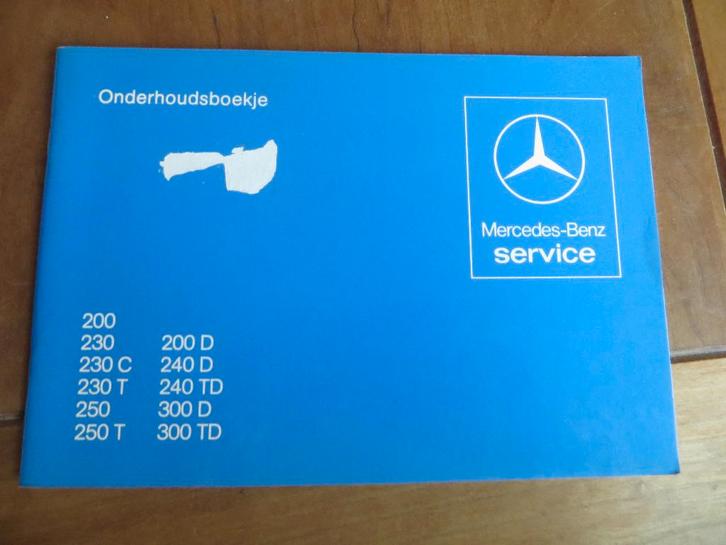 Onderhoudsboekje
Mercedes-Benz
service
200
230 200 D
230 C 240 D
230 T 240 TD
250 300 D
250 T 300 TD